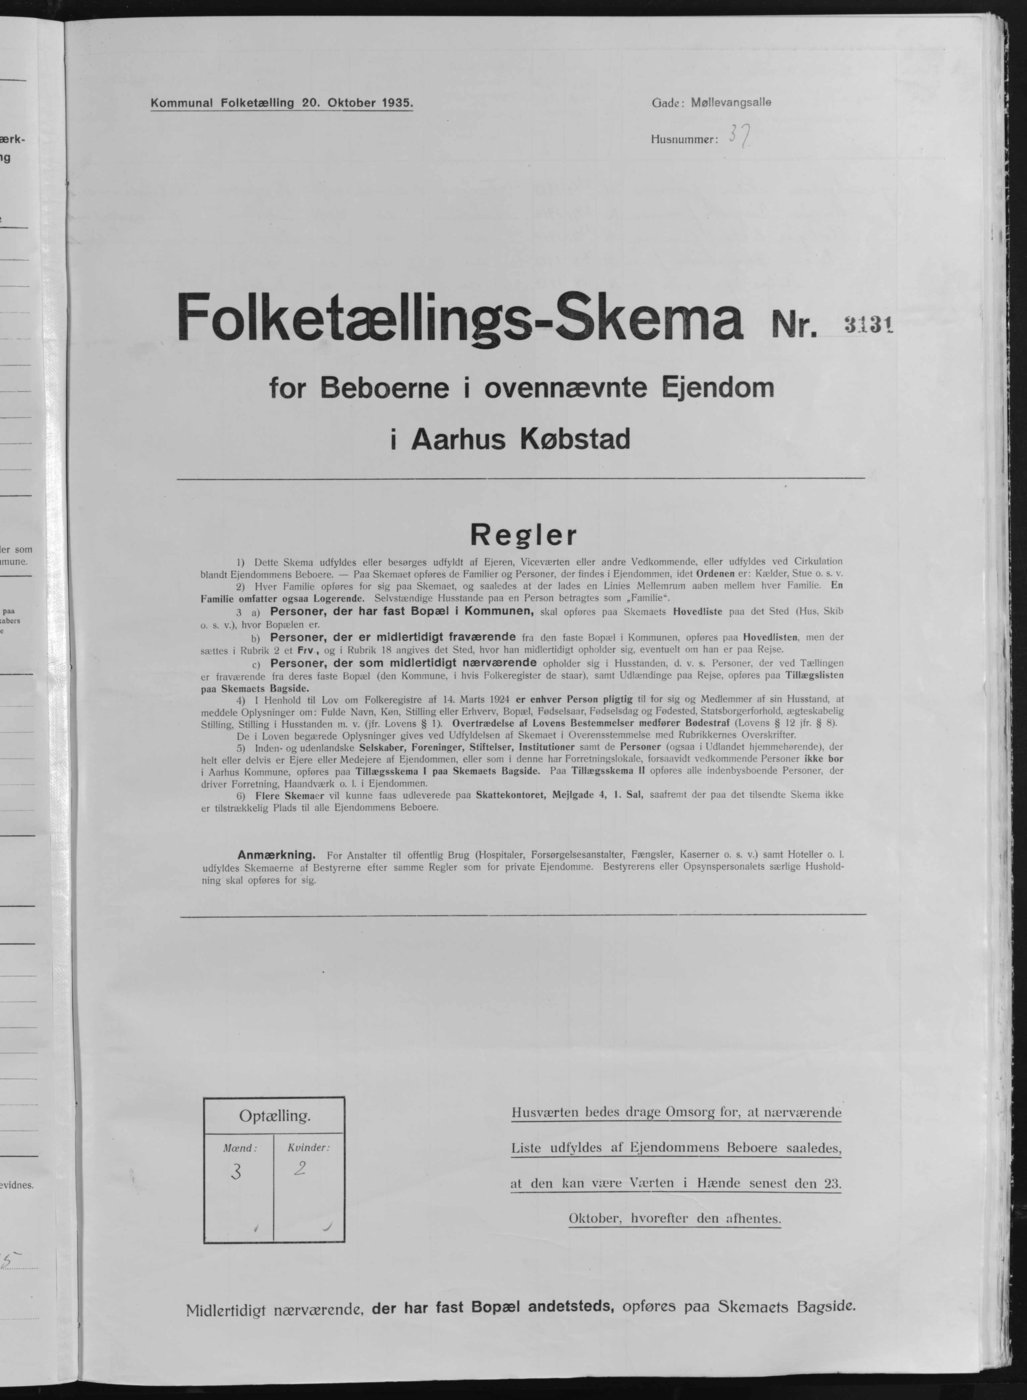 Kommunal Folketælling 20. Oktober 1935.
Gade: Møllevangsalle
Husnummer: 37
Folketællings-Skema Nr. 3131
for Beboerne i ovennævnte Ejendom
i Aarhus Købstad
Regler
1) Dette Skema udfyldes eller besørges udfyldt af Ejeren, Viceværten eller andre Vedkommende, eller udfyldes ved Cirkulation
blandt Ejendommens Beboere. — Paa Skemaet opføres de Familier og Personer, der findes i Ejendommen, idet Ordenen er: Kælder, Stue o. s. v.
2) Hver Familie opføres for sig paa Skemaet, og saaledes at der lades en Linies Mellemrum aaben mellem hver Familie. En
Familie omfatter ogsaa Logerende. Selvstændige Husstande paa en Person betragtes som „Familie“.
3 a) Personer, der har fast Bopæl i Kommunen, skal opføres paa Skemaets Hovedliste paa det Sted (Hus, Skib
o. s. v.), hvor Bopælen er.
b) Personer, der er midlertidigt fraværende fra den faste Bopæl i Kommunen, opføres paa Hovedlisten, men der
sættes i Rubrik 2 et Frv., og i Rubrik 18 angives det Sted, hvor han midlertidigt opholder sig, eventuelt om han er paa Rejse.
c) Personer, der som midlertidigt nærværende opholder sig i Husstanden, d. v. s. Personer, der ved Tællingen
er fraværende fra deres faste Bopæl (den Kommune, i hvis Folkeregister de staar), samt Udlændinge paa Rejse, opføres paa Tillægslisten
paa Skemaets Bagside.
4) I Henhold til Lov om Folkeregistre af 14. Marts 1924 er enhver Person pligtig til for sig og Medlemmer af sin Husstand, at
meddele Oplysninger om: Fulde Navn, Køn, Stilling eller Erhverv, Bopæl, Fødselsaar, Fødselsdag og Fødested, Statsborgerforhold, ægteskabelig
Stilling, Stilling i Husstanden m. v. (jfr. Lovens § 1). Overtrædelse af Lovens Bestemmelser medfører Bødestraf (Lovens § 12 jfr. § 8).
De i Loven begærede Oplysninger gives ved Udfyldelsen af Skemaet i Overensstemmelse med Rubrikkernes Overskrifter.
5) Inden- og udenlandske Selskaber, Foreninger, Stiftelser, Institutioner samt de Personer (ogsaa i Udlandet hjemmehørende), der
helt eller delvis er Ejere eller Medejere af Ejendommen, eller som i denne har Forretningslokale, forsaavidt vedkommende Personer ikke bor
i Aarhus Kommune, opføres paa Tillægsskema I paa Skemaets Bagside. Paa Tillægsskema II opføres alle indenbysboende Personer, der
driver Forretning, Haandværk o. l. i Ejendommen.
6) Flere Skemaer vil kunne faas udleverede paa Skattekontoret, Mejlgade 4, 1. Sal, saafremt der paa det tilsendte Skema ikke
er tilstrækkelig Plads til alle Ejendommens Beboere.
Anmærkning. For Anstalter til offentlig Brug (Hospitaler, Forsørgelsesanstalter, Fængsler, Kaserner o. s. v.) samt Hoteller o. l.
udfyldes Skemaerne af Bestyrerne efter samme Regler som for private Ejendomme. Bestyrerens eller Opsynspersonalets særlige Hushold-
ning skal opføres for sig.
Optælling.
Mænd: Kvinder:
3 2
Husværten bedes drage Omsorg for, at nærværende
Liste udfyldes af Ejendommens Beboere saaledes,
at den kan være Værten i Hænde senest den 23.
Oktober, hvorefter den afhentes.
Midlertidigt nærværende, der har fast Bopæl andetsteds, opføres paa Skemaets Bagside.